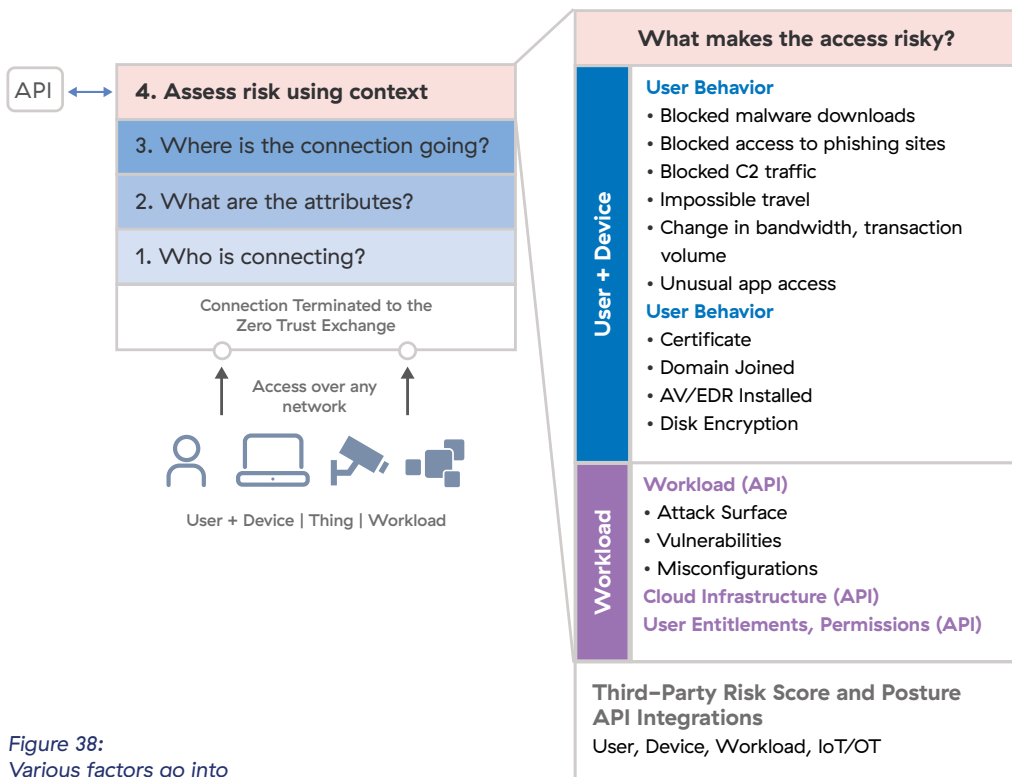 API
4. Assess risk using context
3. Where is the connection going?
2. What are the attributes?
1. Who is connecting?
Connection Terminated to the
Zero Trust Exchange
Access over any
network
User + Device | Thing | Workload
What makes the access risky?
User + Device
User Behavior
• Blocked malware downloads
• Blocked access to phishing sites
• Blocked C2 traffic
• Impossible travel
• Change in bandwidth, transaction
volume
• Unusual app access
User Behavior
• Certificate
• Domain Joined
• AV/EDR Installed
• Disk Encryption
Workload
Workload (API)
• Attack Surface
• Vulnerabilities
• Misconfigurations
Cloud Infrastructure (API)
User Entitlements, Permissions (API)
Third-Party Risk Score and Posture
API Integrations
User, Device, Workload, IoT/OT
Figure 38:
Various factors go into